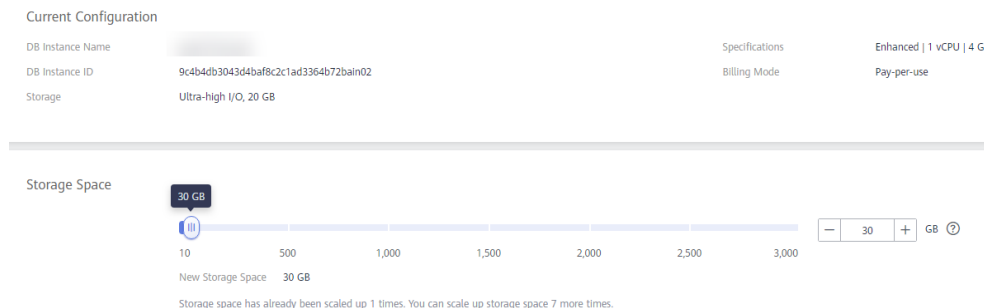 Current Configuration
DB Instance Name
Specifications Enhanced | 1 vCPU | 4 G
DB Instance ID 9c4b4db3043d4baf8c2c1ad3364b72bain02
Billing Mode Pay-per-use
Storage Ultra-high I/O, 20 GB
Storage Space
30 GB
30 GB
10 500 1,000 1,500 2,000 2,500 3,000
New Storage Space 30 GB
Storage space has already been scaled up 1 times. You can scale up storage space 7 more times.